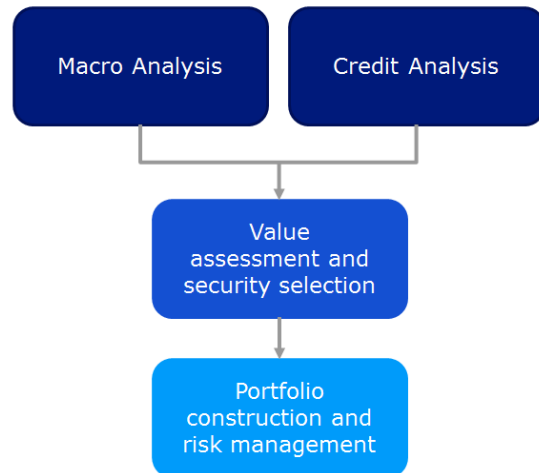 Macro Analysis
Credit Analysis
Value
assessment and
security selection
Portfolio
construction and
risk management